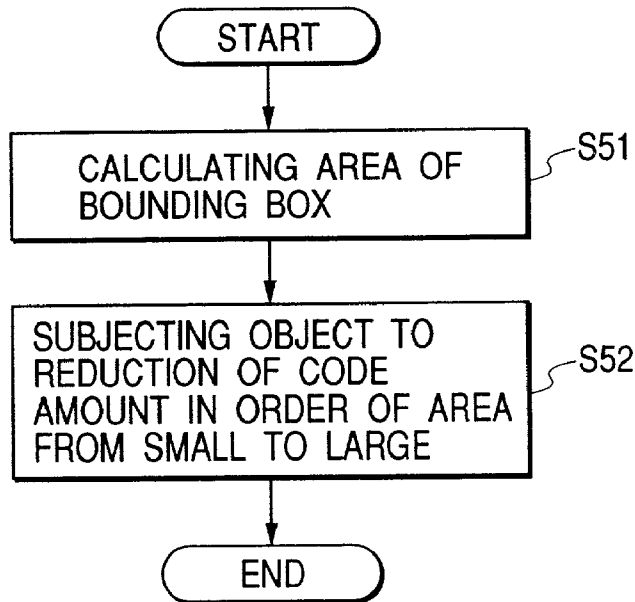 START
CALCULATING AREA OF
BOUNDING BOX
S51
SUBJECTING OBJECT TO
REDUCTION OF CODE
AMOUNT IN ORDER OF AREA
FROM SMALL TO LARGE
S52
END